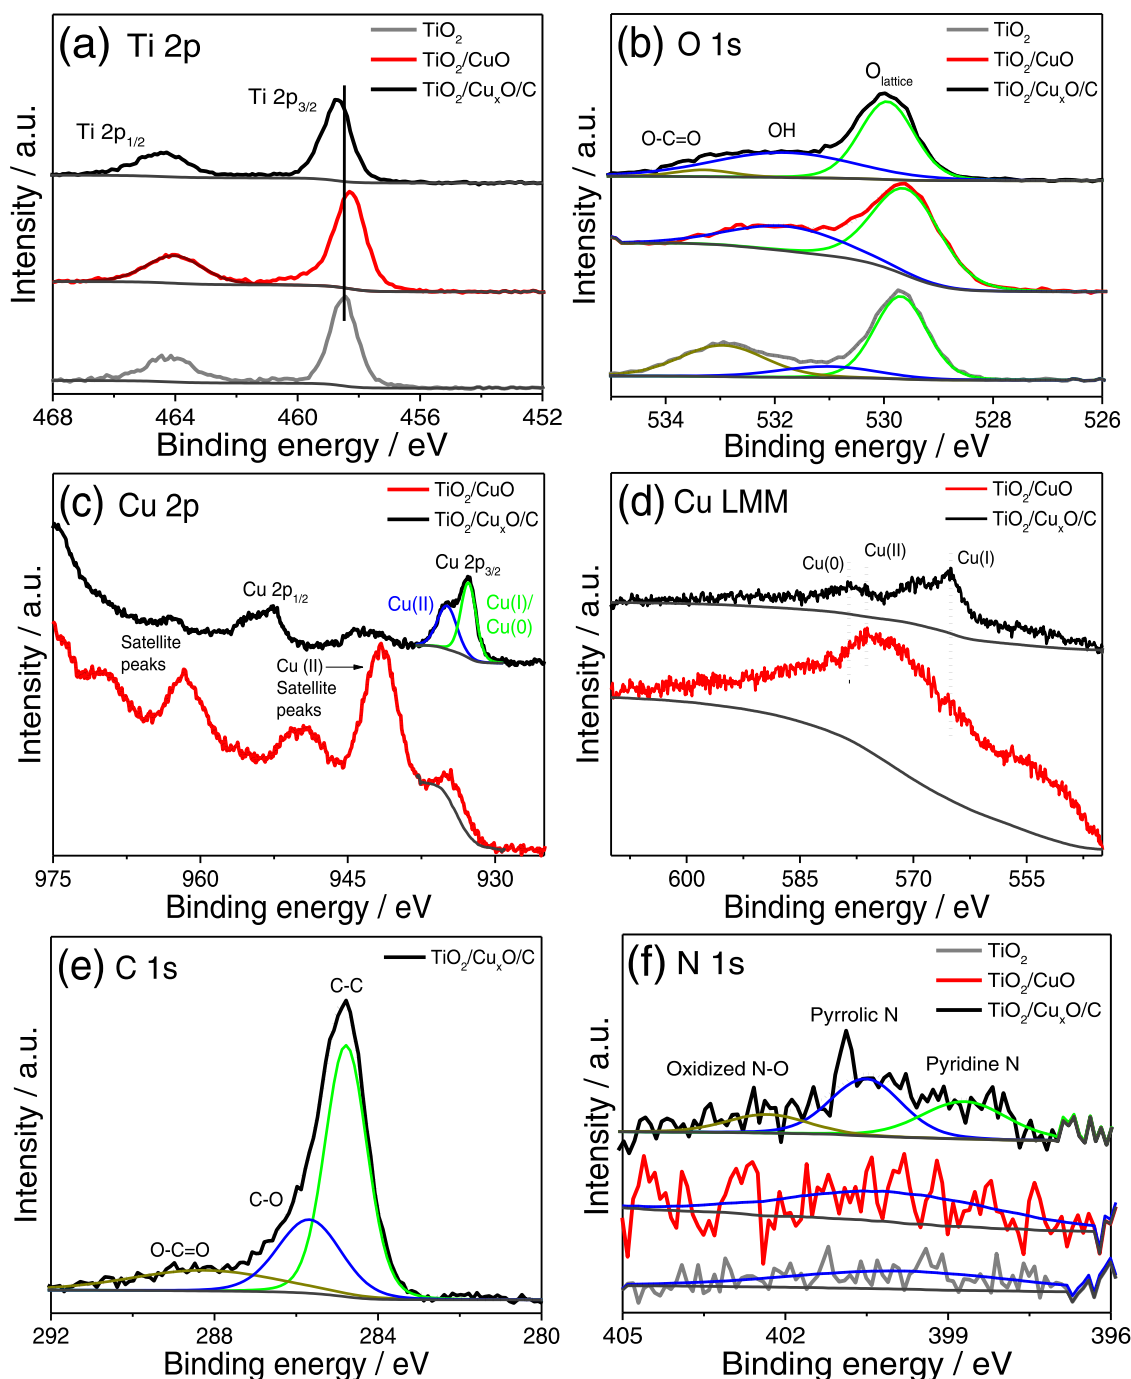 (a) Ti 2p
TiO₂
TiO₂/CuO
TiO₂/CuₓO/C
Ti 2p₃/₂
Ti 2p₁/₂
Intensity / a.u.
468 464 460 456 452
Binding energy / eV
(b) O 1s
TiO₂
TiO₂/CuO
TiO₂/CuₓO/C
O lattice
O-C=O
OH
Intensity / a.u.
534 532 530 528 526
Binding energy / eV
(c) Cu 2p
TiO₂/CuO
TiO₂/CuₓO/C
Cu 2p₃/₂
Cu 2p₁/₂
Cu(II)
Cu(I)/
Cu(0)
Satellite
peaks
Cu (II)
Satellite
peaks
Intensity / a.u.
975 960 945 930
Binding energy / eV
(d) Cu LMM
TiO₂/CuO
TiO₂/CuₓO/C
Cu(0)
Cu(II)
Cu(I)
Intensity / a.u.
600 585 570 555
Binding energy / eV
(e) C 1s
TiO₂/CuₓO/C
C-C
C-O
O-C=O
Intensity / a.u.
292 288 284 280
Binding energy / eV
(f) N 1s
TiO₂
TiO₂/CuO
TiO₂/CuₓO/C
Pyrrolic N
Oxidized N-O
Pyridine N
Intensity / a.u.
405 402 399 396
Binding energy / eV